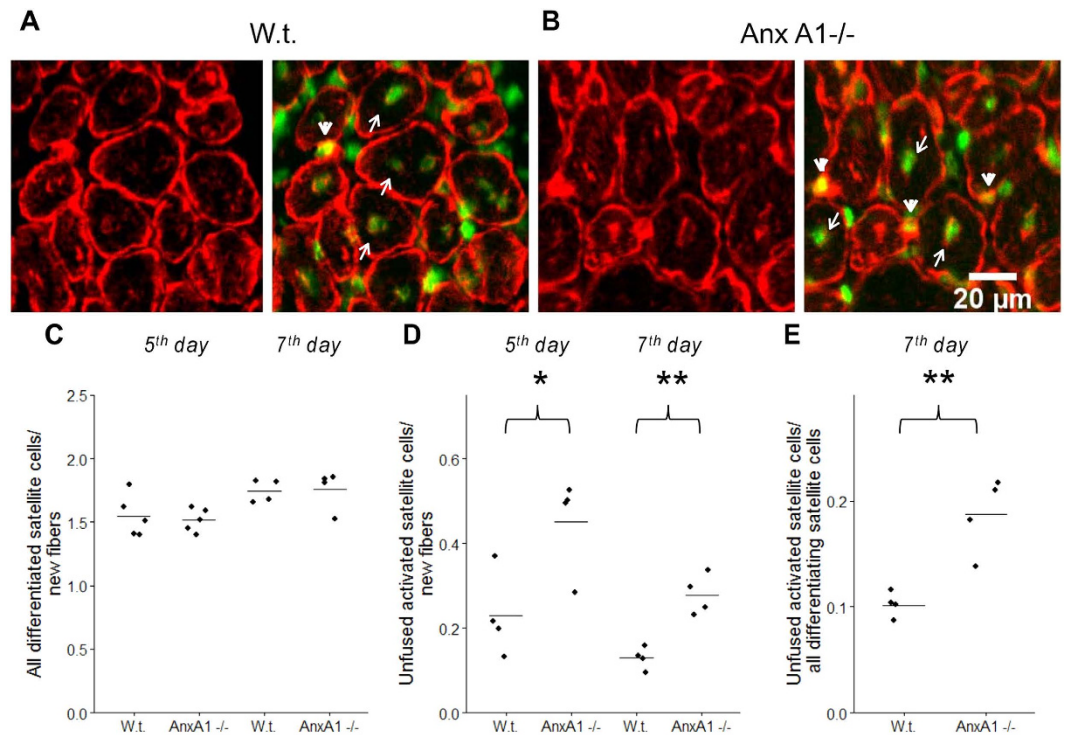 A
W.t.
B
Anx A1-/-
20 µm
C
5th day
7th day
All differentiated satellite cells/
new fibers
2.5
2.0
1.5
1.0
0.5
0.0
W.t.
AnxA1 -/-
W.t.
AnxA1 -/-
D
5th day
7th day
*
**
Unfused activated satellite cells/
new fibers
0.6
0.4
0.2
0.0
W.t.
AnxA1 -/-
W.t.
AnxA1 -/-
E
7th day
**
Unfused activated satellite cells/
all differentiating satellite cells
0.2
0.1
0.0
W.t.
AnxA1 -/-